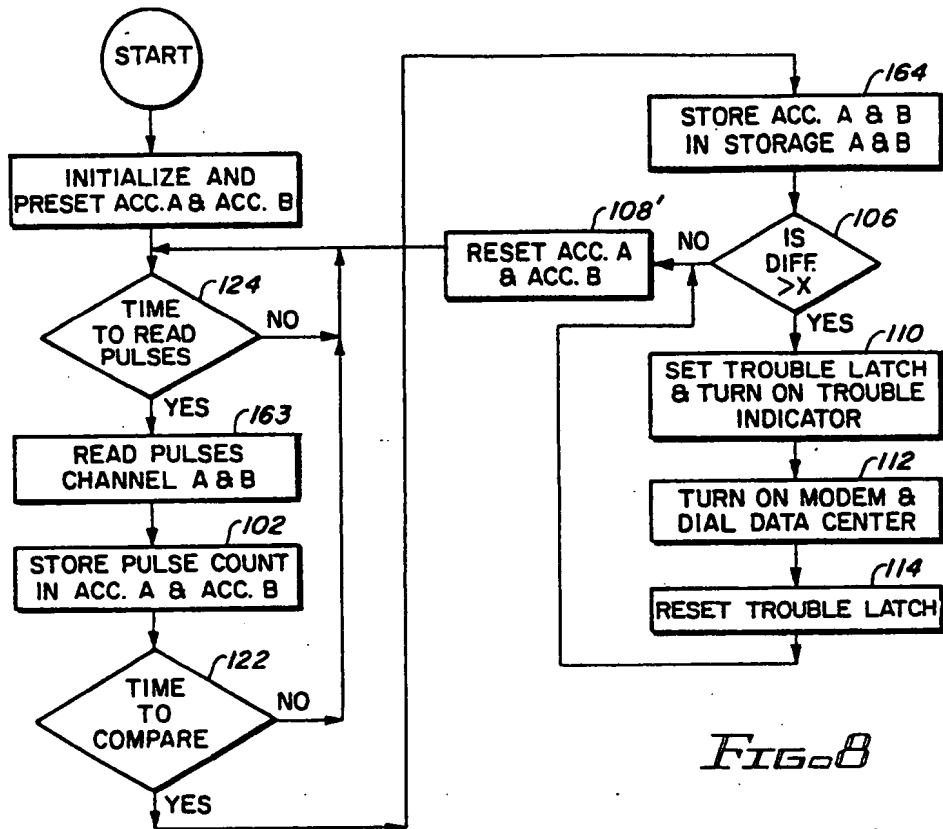 START
INITIALIZE AND
PRESET ACC. A & ACC. B
124
TIME
TO READ
PULSES
NO
YES
163
READ PULSES
CHANNEL A & B
102
STORE PULSE COUNT
IN ACC. A & ACC. B
122
TIME
TO
COMPARE
NO
YES
164
STORE ACC. A & B
IN STORAGE A & B
106
IS
DIFF.
>X
NO
YES
108'
RESET ACC. A
& ACC. B
110
SET TROUBLE LATCH
& TURN ON TROUBLE
INDICATOR
112
TURN ON MODEM &
DIAL DATA CENTER
114
RESET TROUBLE LATCH
FIG. 8